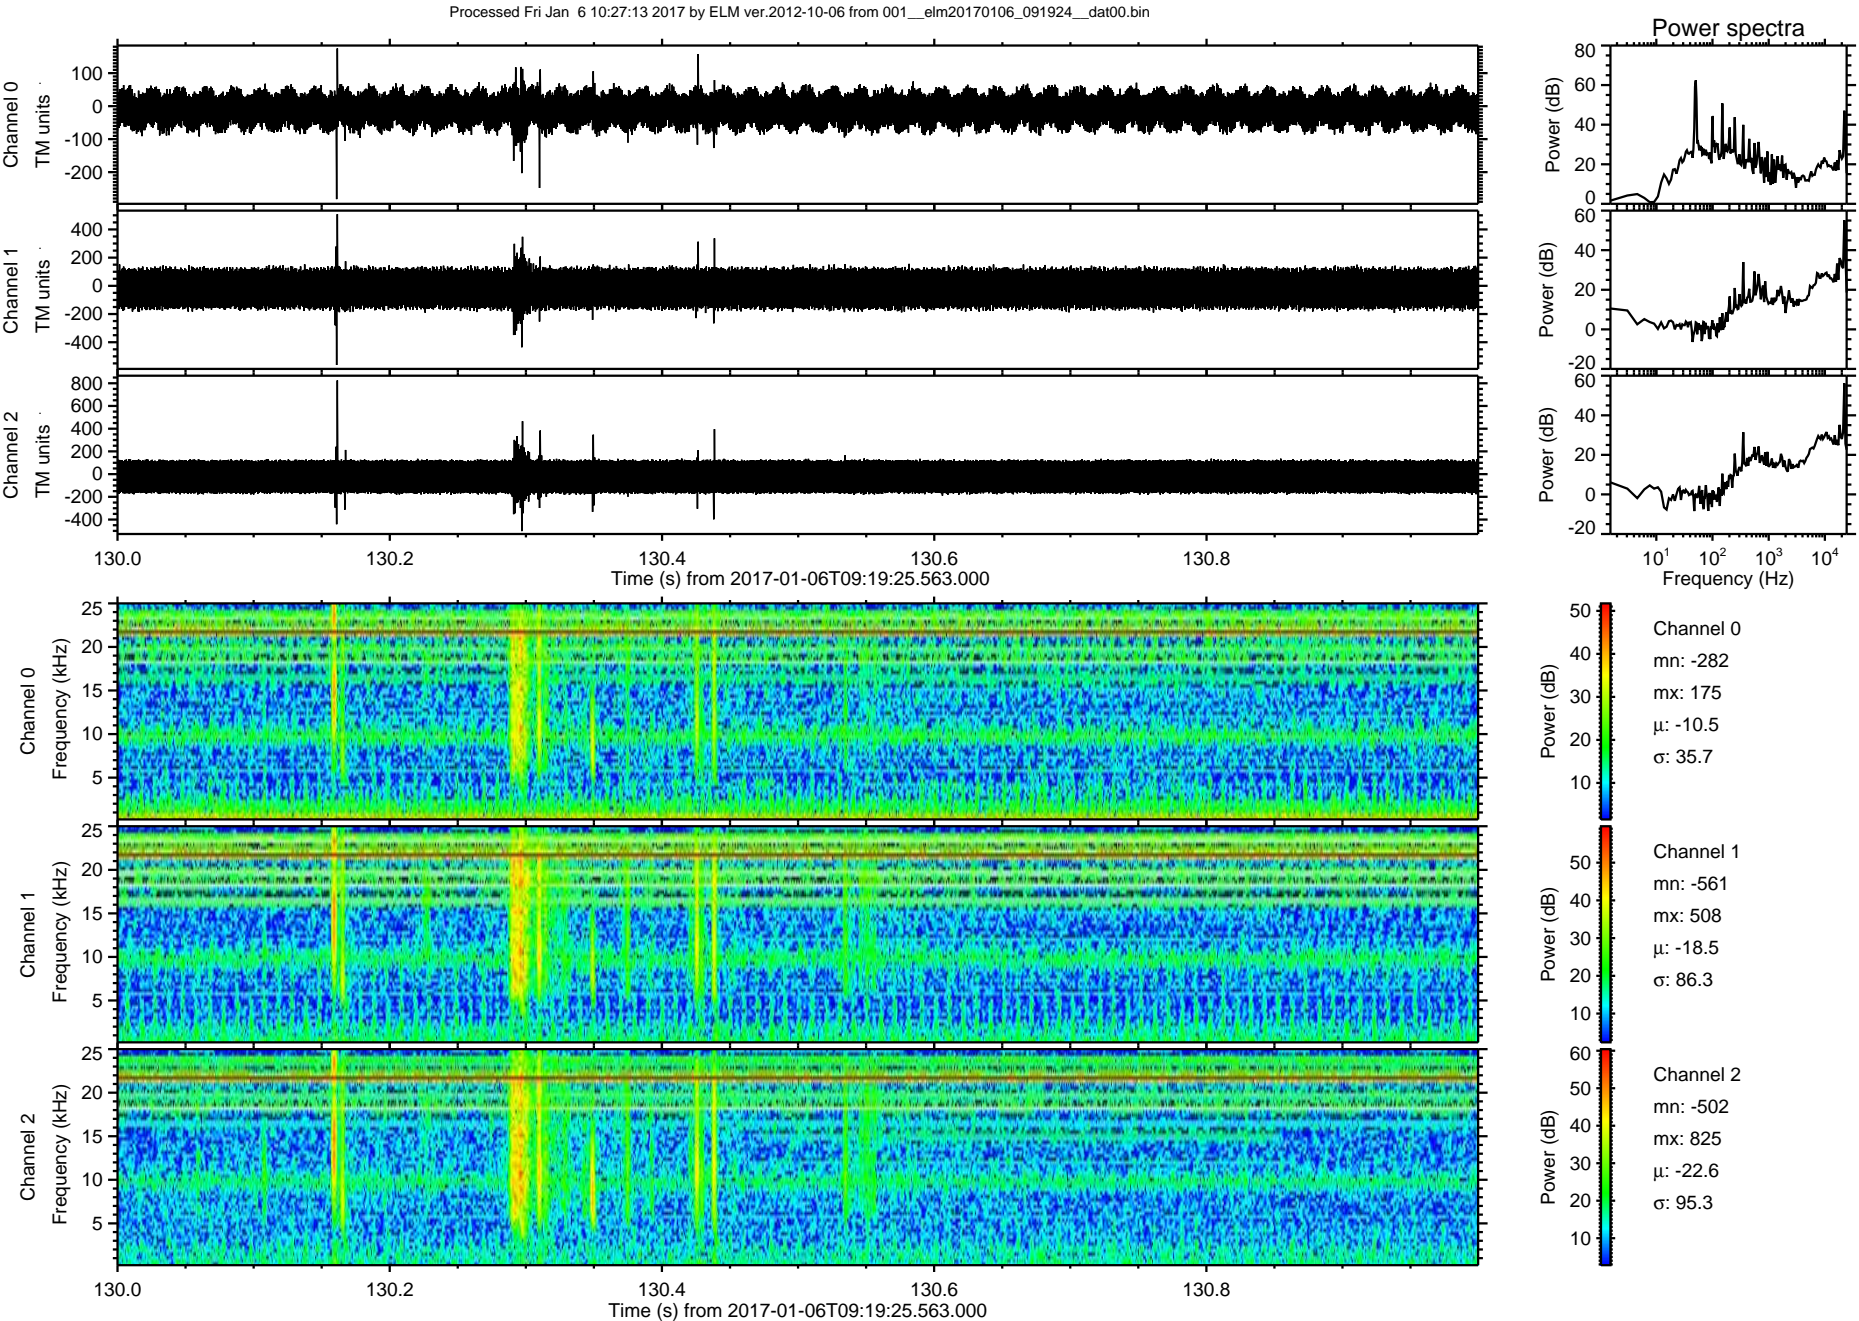 Processed Fri Jan  6 10:27:13 2017 by ELM ver.2012-10-06 from 001__elm20170106_091924__dat00.bin
Power spectra
Channel 0
TM units
100
0
-100
-200
Power (dB)
80
60
40
20
0
Channel 1
TM units
400
200
0
-200
-400
Power (dB)
60
40
20
0
-20
Channel 2
TM units
800
600
400
200
0
-200
-400
Power (dB)
60
40
20
0
-20
130.0 130.2 130.4 130.6 130.8
Time (s) from 2017-01-06T09:19:25.563.000
10^1 10^2 10^3 10^4
Frequency (Hz)
Channel 0
Frequency (kHz)
25
20
15
10
5
Power (dB)
50
40
30
20
10
Channel 0
mn: -282
mx: 175
μ: -10.5
σ: 35.7
Channel 1
Frequency (kHz)
25
20
15
10
5
Power (dB)
50
40
30
20
10
Channel 1
mn: -561
mx: 508
μ: -18.5
σ: 86.3
Channel 2
Frequency (kHz)
25
20
15
10
5
Power (dB)
60
50
40
30
20
10
Channel 2
mn: -502
mx: 825
μ: -22.6
σ: 95.3
130.0 130.2 130.4 130.6 130.8
Time (s) from 2017-01-06T09:19:25.563.000